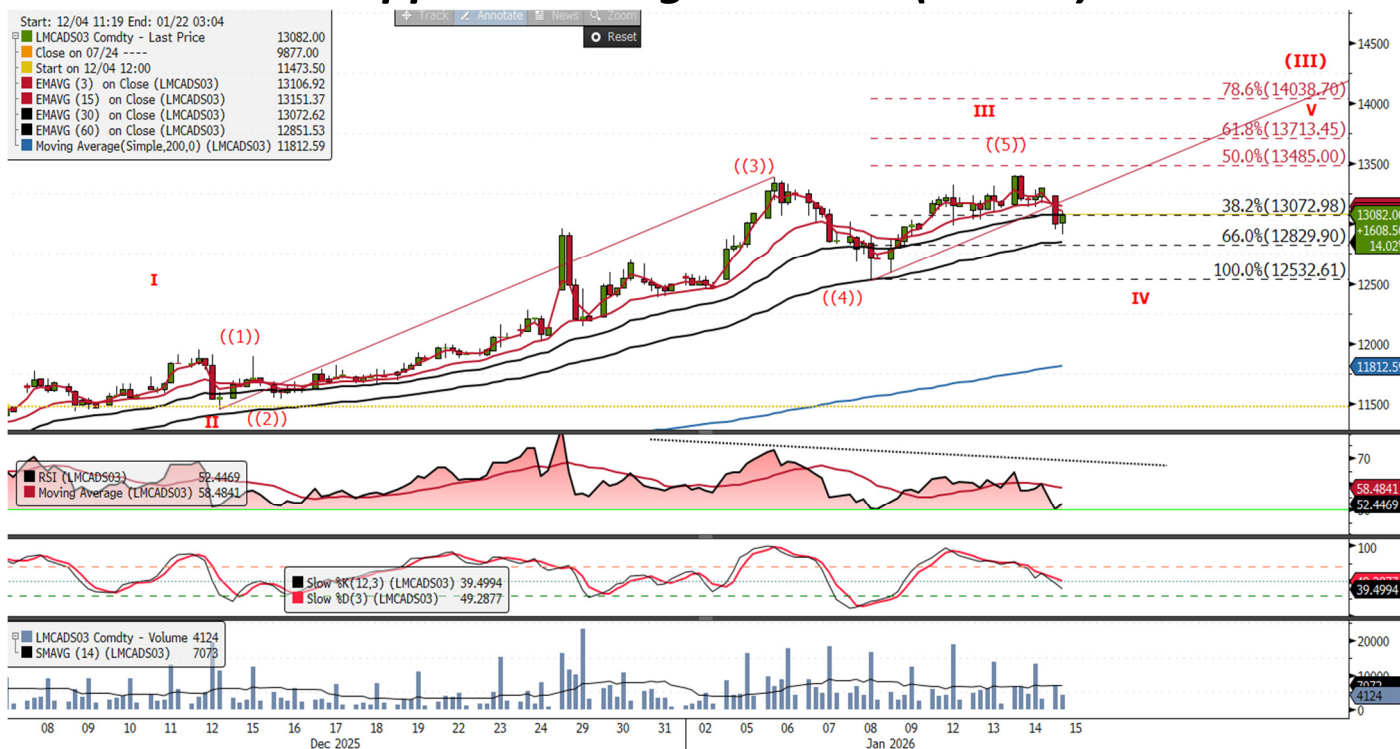 Start: 12/04 11:19 End: 01/22 03:04
Track Annotate News Zoom
Reset
LMCADS03 Comdty - Last Price 13082.00
Close on 07/24 ---- 9877.00
Start on 12/04 12:00 11473.50
EMAVG (3) on Close (LMCADS03) 13106.92
EMAVG (15) on Close (LMCADS03) 13151.37
EMAVG (30) on Close (LMCADS03) 13072.62
EMAVG (60) on Close (LMCADS03) 12851.53
Moving Average(Simple,200,0) (LMCADS03) 11812.59
14500
(III)
78.6%(14038.70)
14000
III
V
61.8%(13713.45)
((5))
50.0%(13485.00)
13500
((3))
38.2%(13072.98)
13082.00
+1608.50
14.02%
66.0%(12829.90)
100.0%(12532.61)
12500
I
((4))
IV
((1))
12000
11812.59
II
((2))
11500
RSI (LMCADS03) 52.4469
Moving Average (LMCADS03) 58.4841
70
58.4841
52.4469
100
Slow %K(12,3) (LMCADS03) 39.4994
Slow %D(3) (LMCADS03) 49.2877
39.4994
LMCADS03 Comdty - Volume 4124
SMAVG (14) (LMCADS03) 7073
20000
10000
4124
0
08 09 10 11 12 15 16 17 18 19 22 23 24 29 30 31 02 05 06 07 08 09 12 13 14 15
Dec 2025 Jan 2026